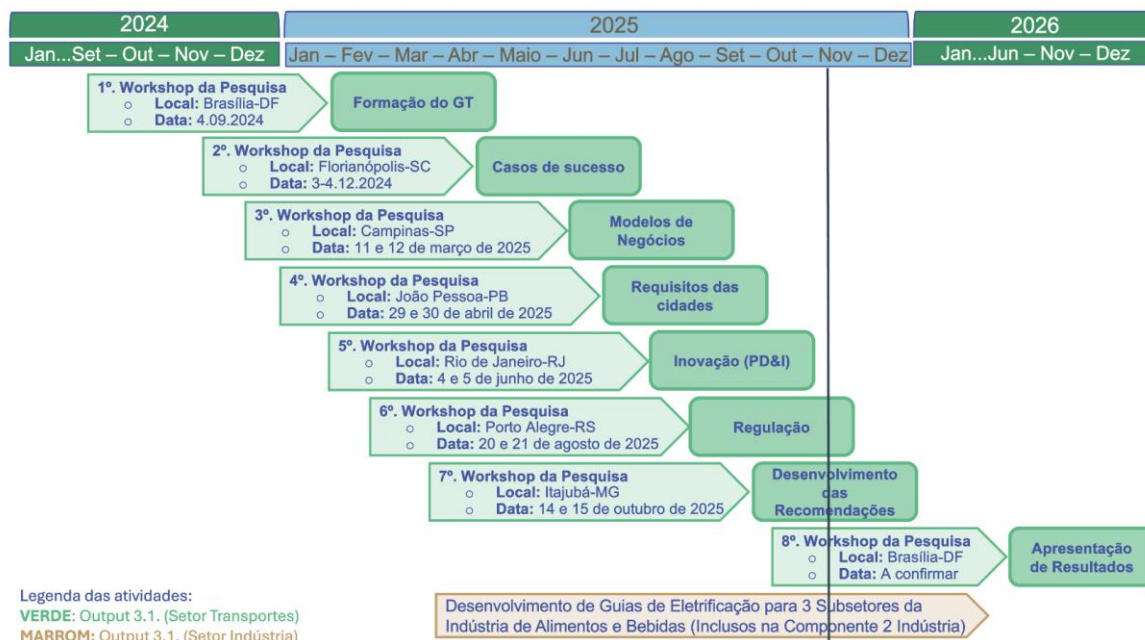 2024
2025
2026
Jan...Set – Out – Nov – Dez
Jan – Fev – Mar – Abr – Maio – Jun – Jul – Ago – Set – Out – Nov – Dez
Jan...Jun – Nov – Dez
1º. Workshop da Pesquisa
o Local: Brasília-DF
o Data: 4.09.2024
Formação do GT
2º. Workshop da Pesquisa
o Local: Florianópolis-SC
o Data: 3-4.12.2024
Casos de sucesso
3º. Workshop da Pesquisa
o Local: Campinas-SP
o Data: 11 e 12 de março de 2025
Modelos de
Negócios
4º. Workshop da Pesquisa
o Local: João Pessoa-PB
o Data: 29 e 30 de abril de 2025
Requisitos das
cidades
5º. Workshop da Pesquisa
o Local: Rio de Janeiro-RJ
o Data: 4 e 5 de junho de 2025
Inovação (PD&I)
6º. Workshop da Pesquisa
o Local: Porto Alegre-RS
o Data: 20 e 21 de agosto de 2025
Regulação
7º. Workshop da Pesquisa
o Local: Itajubá-MG
o Data: 14 e 15 de outubro de 2025
Desenvolvimento
das
Recomendações
8º. Workshop da Pesquisa
o Local: Brasília-DF
o Data: A confirmar
Apresentação
de Resultados
Legenda das atividades:
VERDE: Output 3.1. (Setor Transportes)
MARROM: Output 3.1. (Setor Indústria)
Desenvolvimento de Guias de Eletrificação para 3 Subsetores da
Indústria de Alimentos e Bebidas (Inclusos na Componente 2 Indústria)